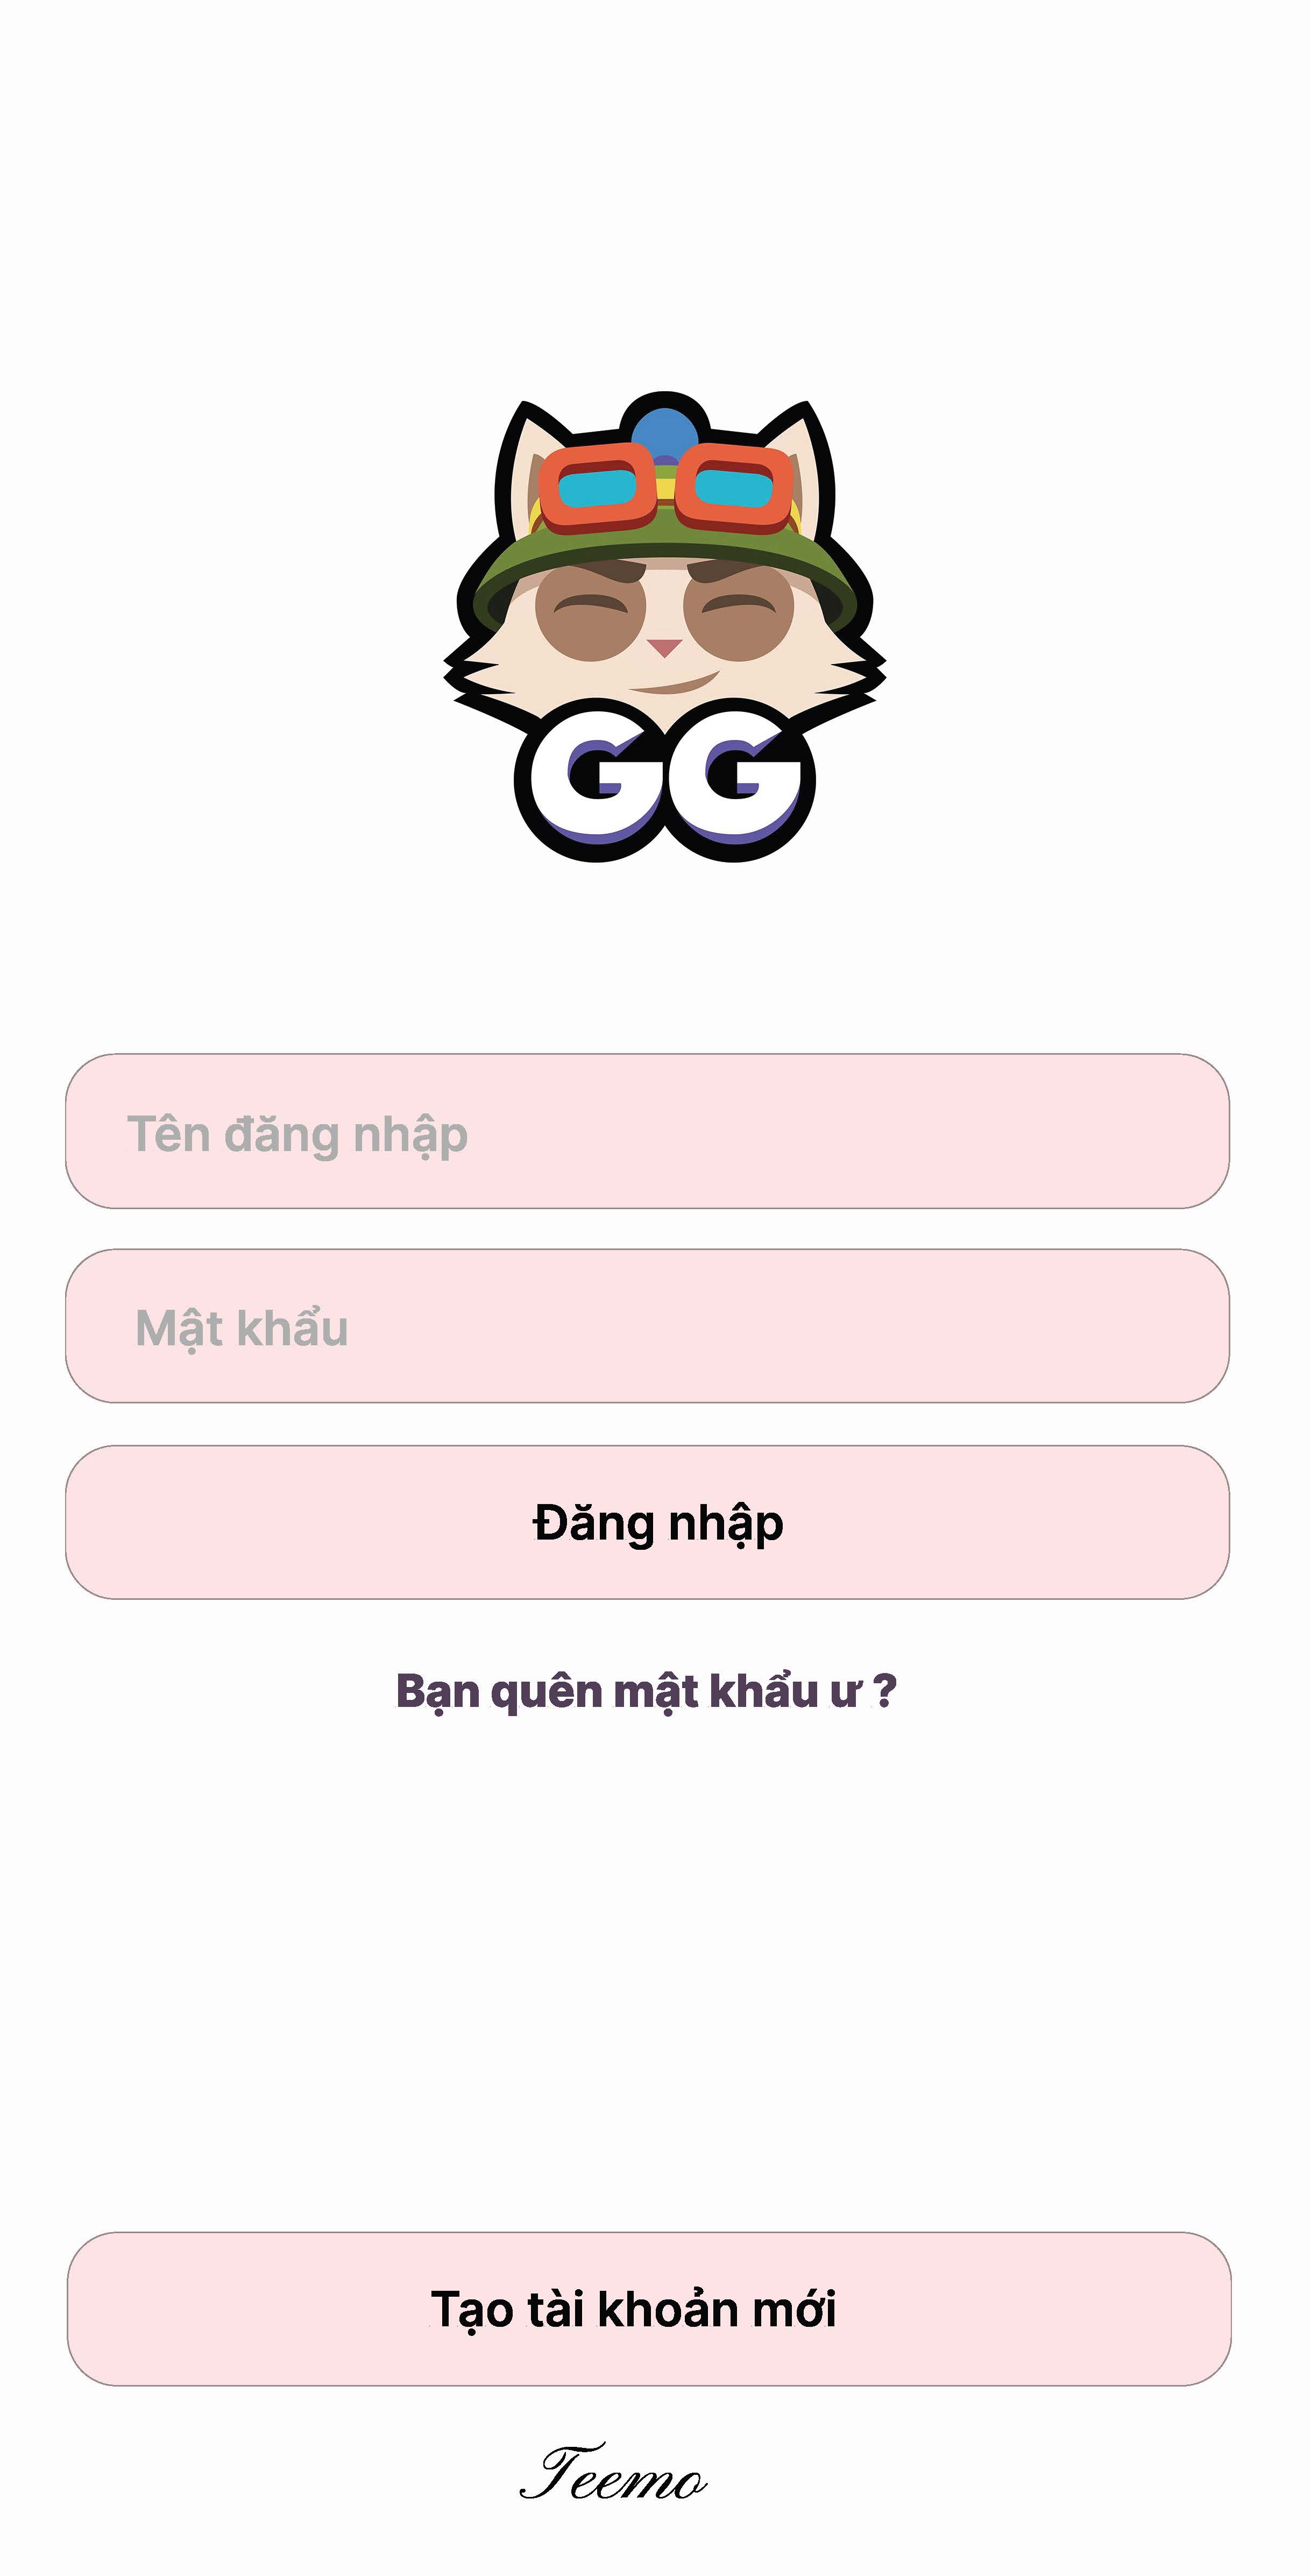 GG
Tên đăng nhập
Mật khẩu
Đăng nhập
Bạn quên mật khẩu ư ?
Tạo tài khoản mới
Teemo